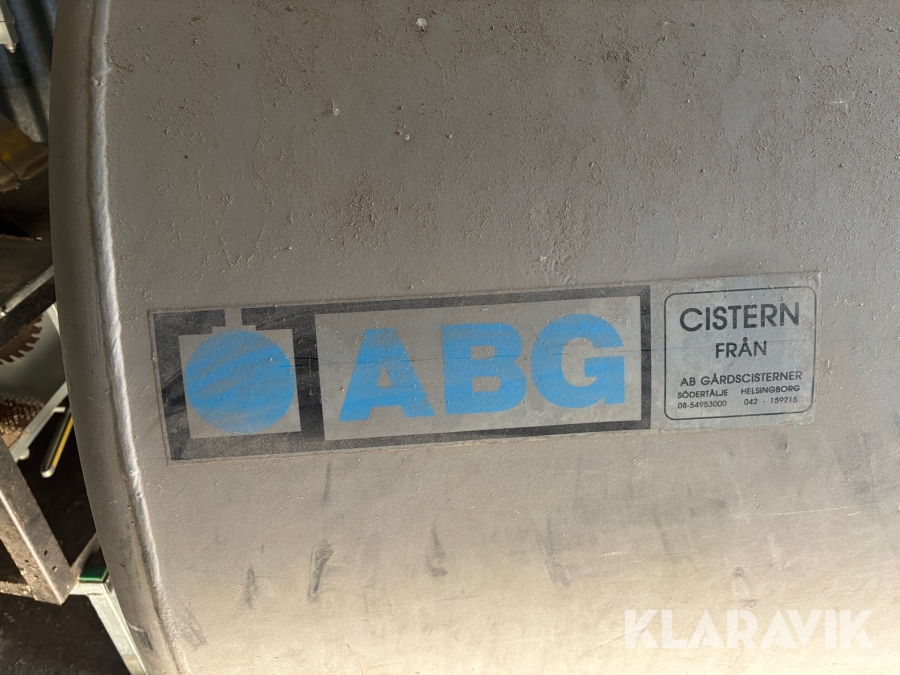 ABG
CISTERN
FRÅN
AB GÅRDSCISTERNER
SÖDERTÄLJE HELSINGBORG
08-54953000 042 - 159215
KLARAVIK